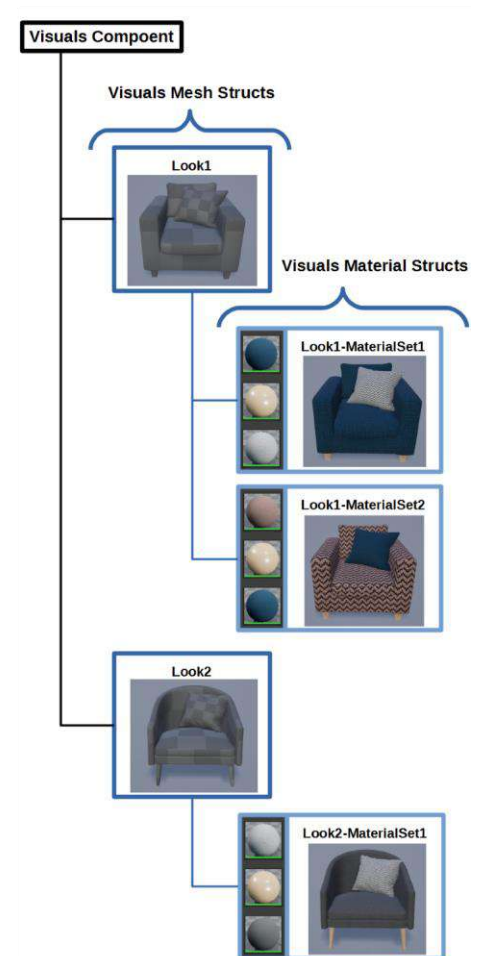 Visuals Compoent
Visuals Mesh Structs
Look1
Visuals Material Structs
Look1-MaterialSet1
Look1-MaterialSet2
Look2
Look2-MaterialSet1